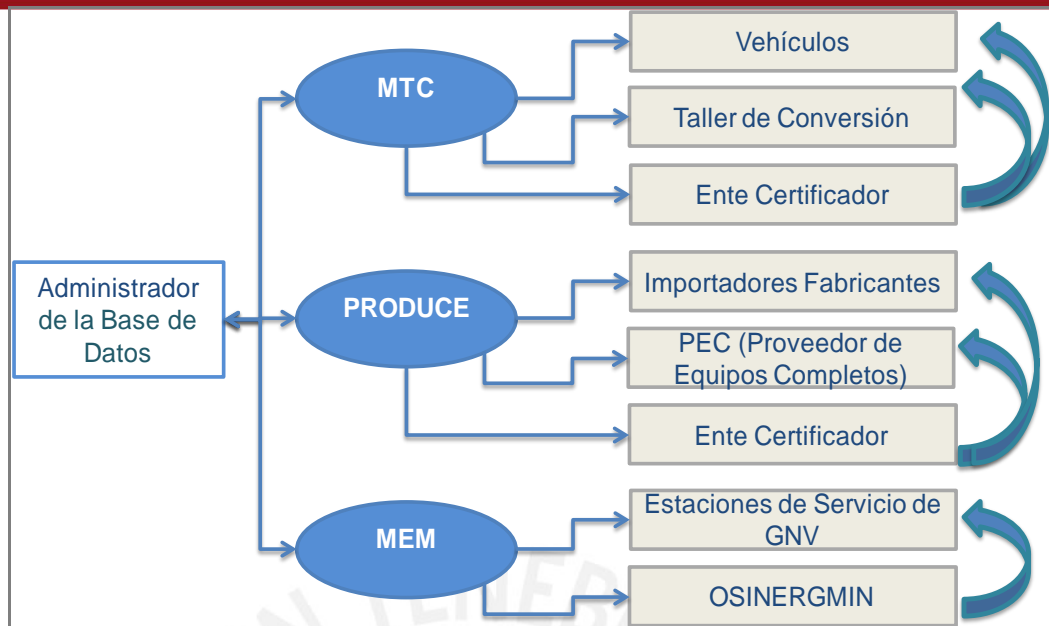 Vehículos
MTC
Taller de Conversión
Ente Certificador
Administrador
de la Base de
Datos
Importadores Fabricantes
PRODUCE
PEC (Proveedor de
Equipos Completos)
Ente Certificador
Estaciones de Servicio de
GNV
MEM
OSINERGMIN